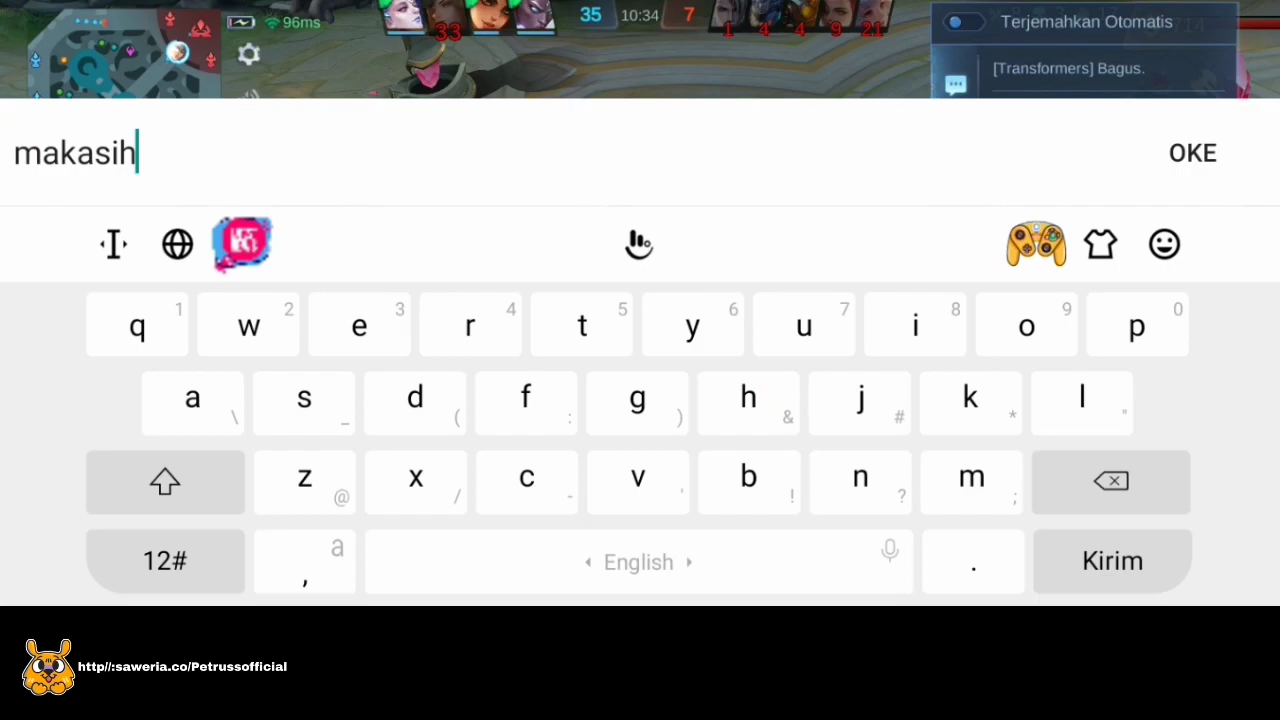 96ms
33
35
10:34
7
1 4 4 9 21
Terjemahkan Otomatis
[Transformers] Bagus.
makasih
OKE
q 1 w 2 e 3 r 4 t 5 y 6 u 7 i 8 o 9 p 0
a \ s _ d ( f : g ) h & j # k * l "
z @ x / c - v ' b ! n ? m ;
12# , a English . Kirim
http//:saweria.co/Petrussofficial